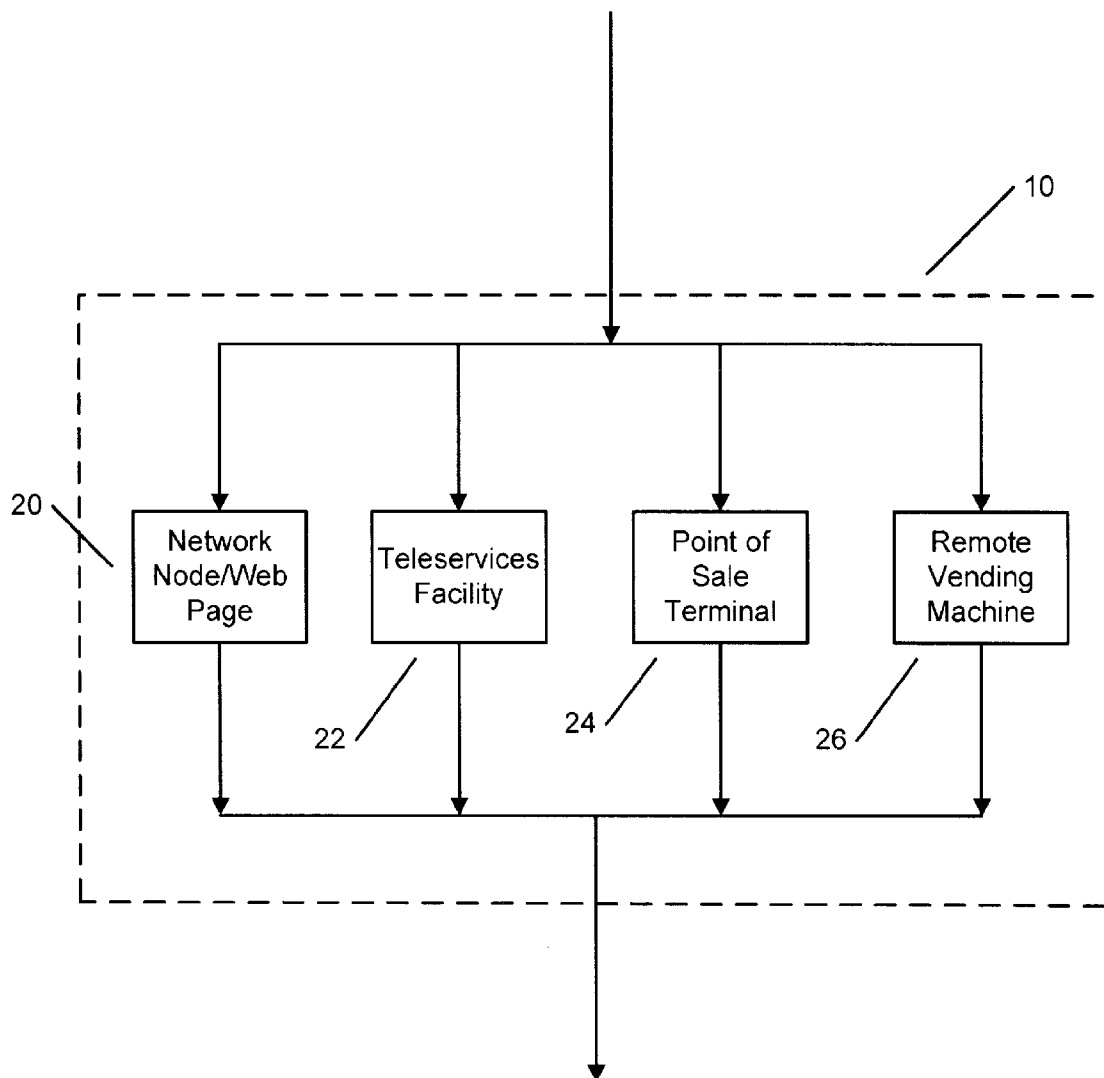 10
20
Network
Node/Web
Page
Teleservices
Facility
Point of
Sale
Terminal
Remote
Vending
Machine
22
24
26